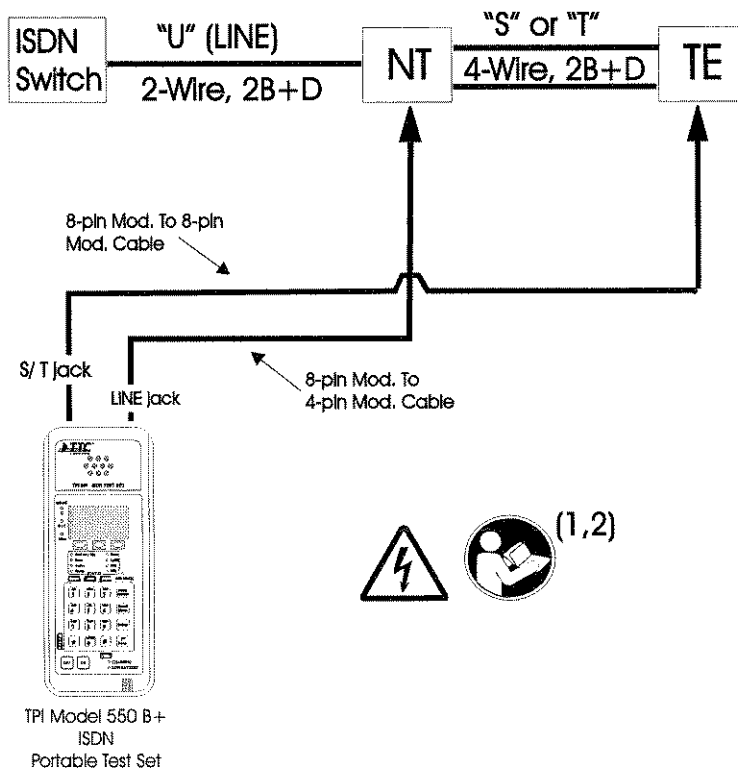 ISDN
Switch
"U" (LINE)
2-Wire, 2B+D
NT
"S" or "T"
4-Wire, 2B+D
TE
8-pin Mod. To 8-pin
Mod. Cable
S/T jack
LINE jack
8-pin Mod. To
4-pin Mod. Cable
TTC
(1,2)
TPI Model 550 B+
ISDN
Portable Test Set